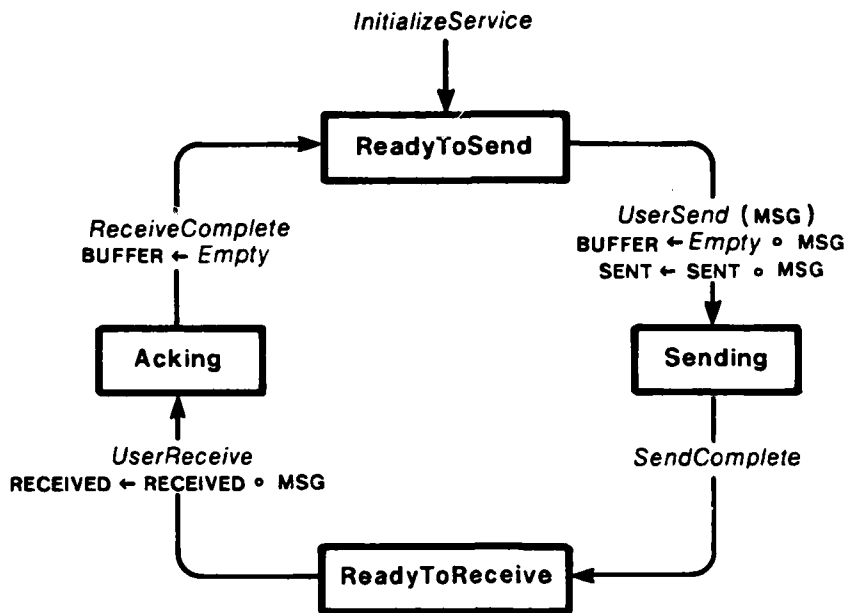 InitializeService
ReadyToSend
ReceiveComplete
BUFFER ← Empty
UserSend (MSG)
BUFFER ← Empty ∘ MSG
SENT ← SENT ∘ MSG
Acking
Sending
UserReceive
RECEIVED ← RECEIVED ∘ MSG
SendComplete
ReadyToReceive